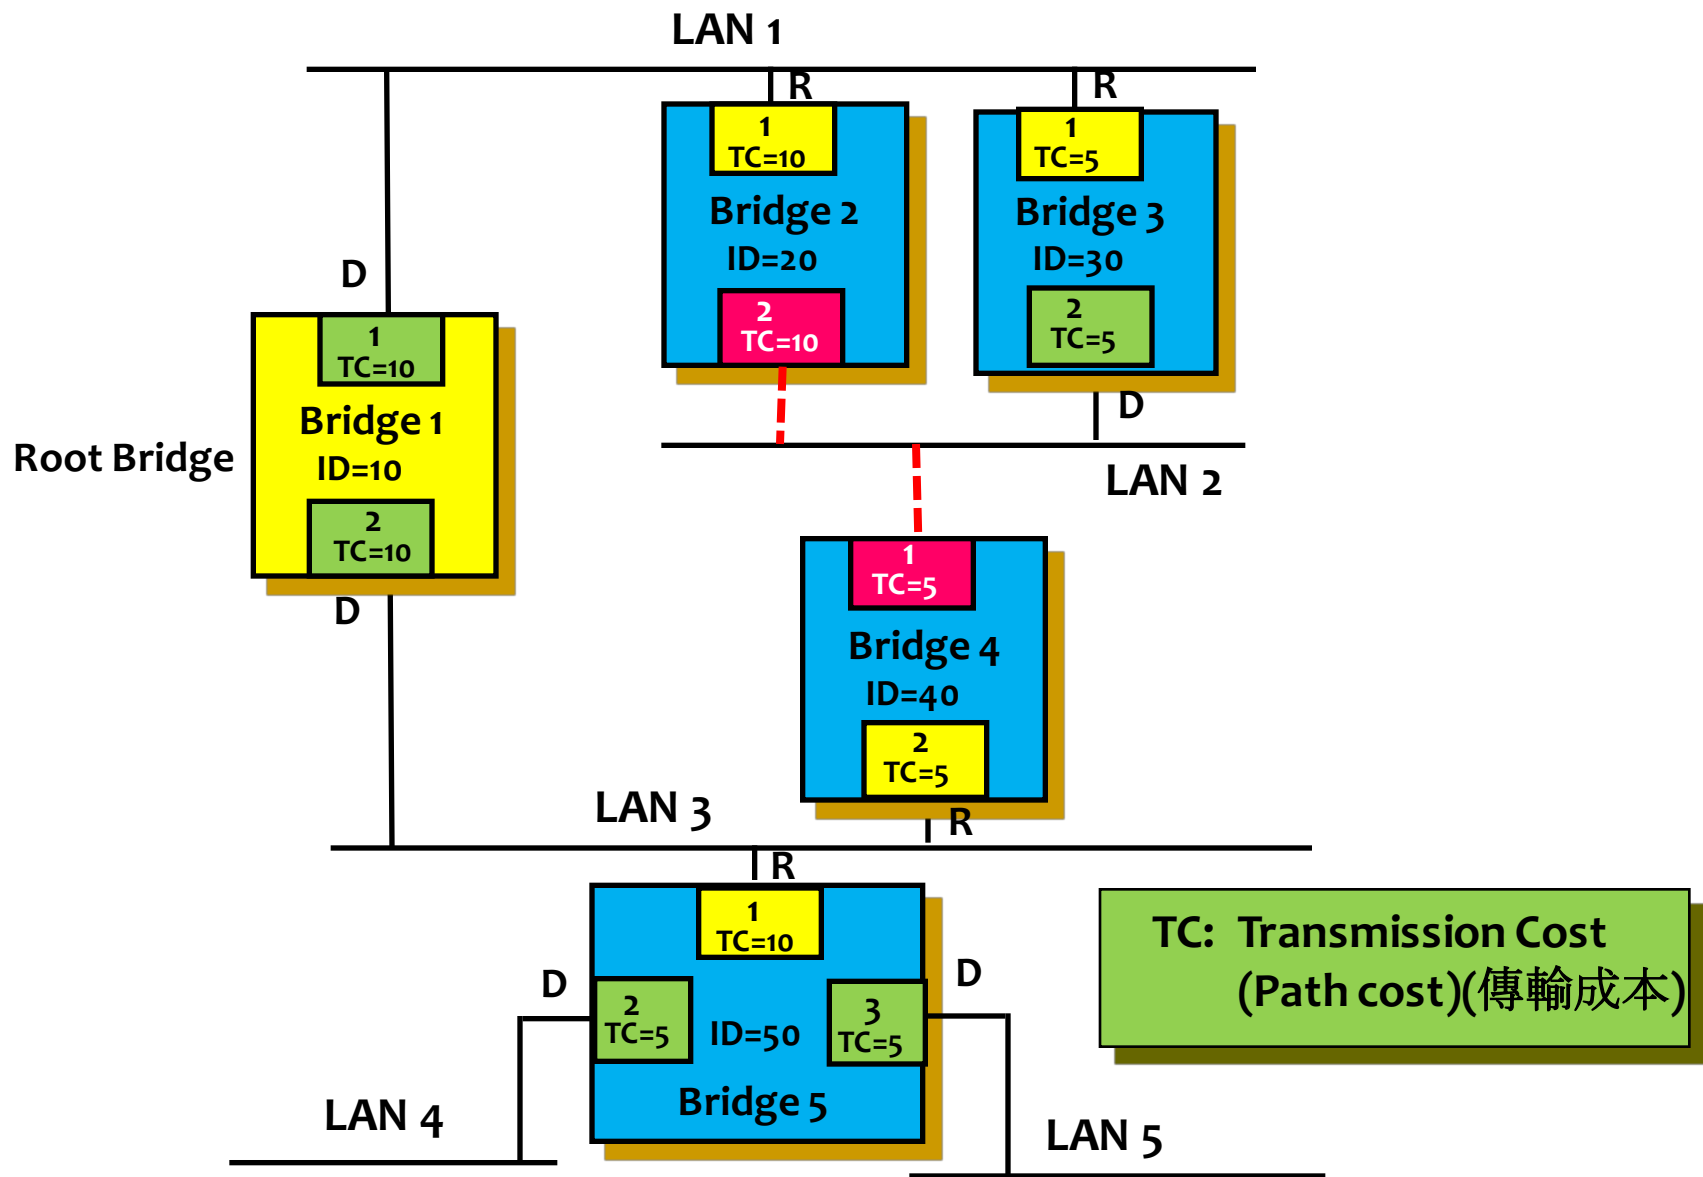 LAN 1
R
R
1
TC=10
Bridge 2
ID=20
2
TC=10
1
TC=5
Bridge 3
ID=30
2
TC=5
D
D
1
TC=10
Bridge 1
ID=10
2
TC=10
Root Bridge
D
LAN 2
1
TC=5
Bridge 4
ID=40
2
TC=5
R
LAN 3
R
1
TC=10
D
2
TC=5
ID=50
3
TC=5
D
Bridge 5
LAN 4
LAN 5
TC: Transmission Cost
(Path cost)(傳輸成本)